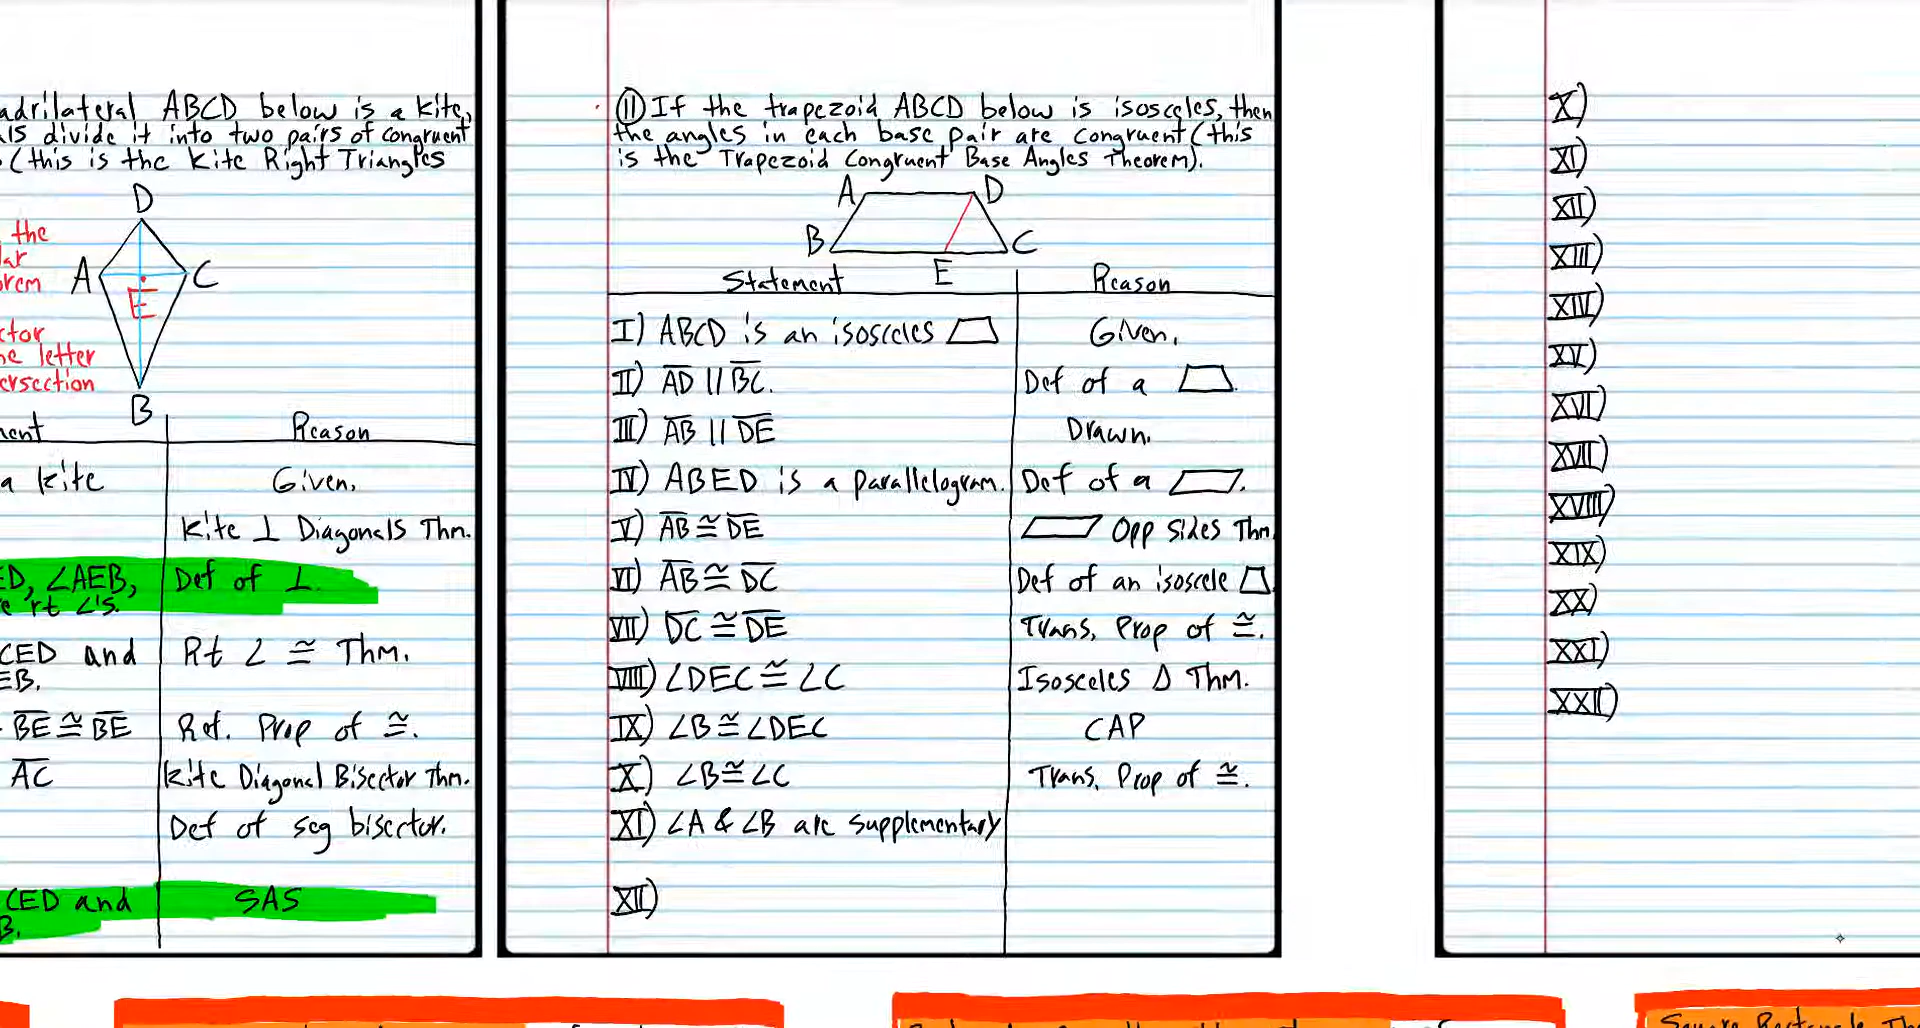 adrilateral ABCD below is a kite,
als divide it into two pairs of congruent
(this is the Kite Right Triangles
D
the
lar
orem
A
C
E
ctor
he letter
ersection
B
ment
Reason
a kite
Given.
Kite ⊥ Diagonals Thm.
ED, ∠AEB,
re rt ∠'s.
Def of ⊥.
CED and
EB.
Rt ∠ ≅ Thm.
BE ≅ BE
Ref. Prop of ≅.
AC
Kite Diagonal Bisector Thm.
Def of seg bisector.
CED and
B.
SAS
⑪ If the trapezoid ABCD below is isosceles, then
the angles in each base pair are congruent (this
is the Trapezoid Congruent Base Angles Theorem).
A
D
B
C
E
Statement
Reason
I) ABCD is an isosceles ⏢
Given.
II) AD || BC.
Def of a ⏢.
III) AB || DE
Drawn.
IV) ABED is a parallelogram.
Def of a ▱.
V) AB ≅ DE
▱ Opp Sides Thm.
VI) AB ≅ DC
Def of an isoscele ⏢
VII) DC ≅ DE
Trans. Prop of ≅.
VIII) ∠DEC ≅ ∠C
Isosceles Δ Thm.
IX) ∠B ≅ ∠DEC
CAP
X) ∠B ≅ ∠C
Trans. Prop of ≅.
XI) ∠A & ∠B are supplementary
XII)
X)
XI)
XII)
XIII)
XIV)
XV)
XVI)
XVII)
XVIII)
XIX)
XX)
XXI)
XXII)
Square Rectangle Th